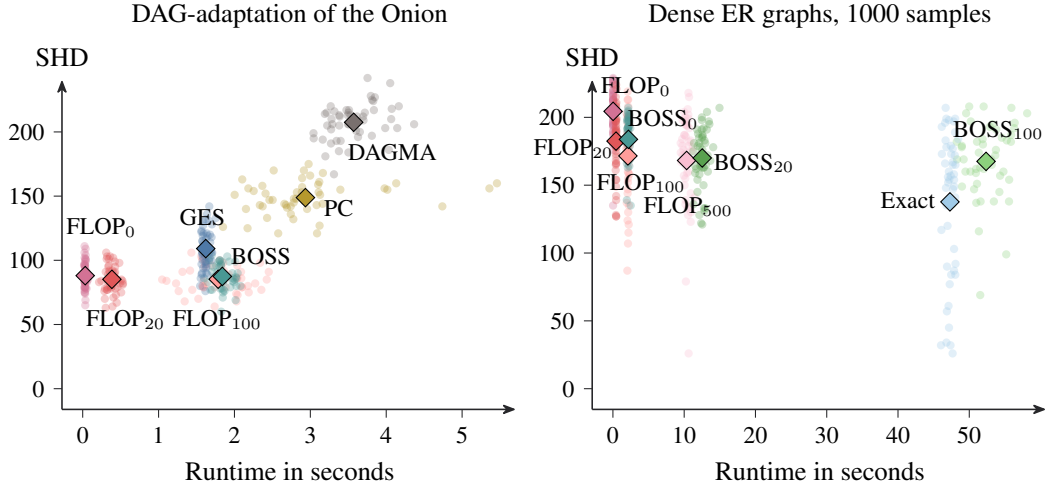 DAG-adaptation of the Onion
SHD
200
150
100
50
0
0 1 2 3 4 5
Runtime in seconds
DAGMA
PC
GES
FLOP₀
BOSS
FLOP₂₀
FLOP₁₀₀
Dense ER graphs, 1000 samples
SHD
200
150
100
50
0
0 10 20 30 40 50
Runtime in seconds
FLOP₀
BOSS₀
BOSS₁₀₀
FLOP₂₀
BOSS₂₀
FLOP₁₀₀
Exact
FLOP₅₀₀